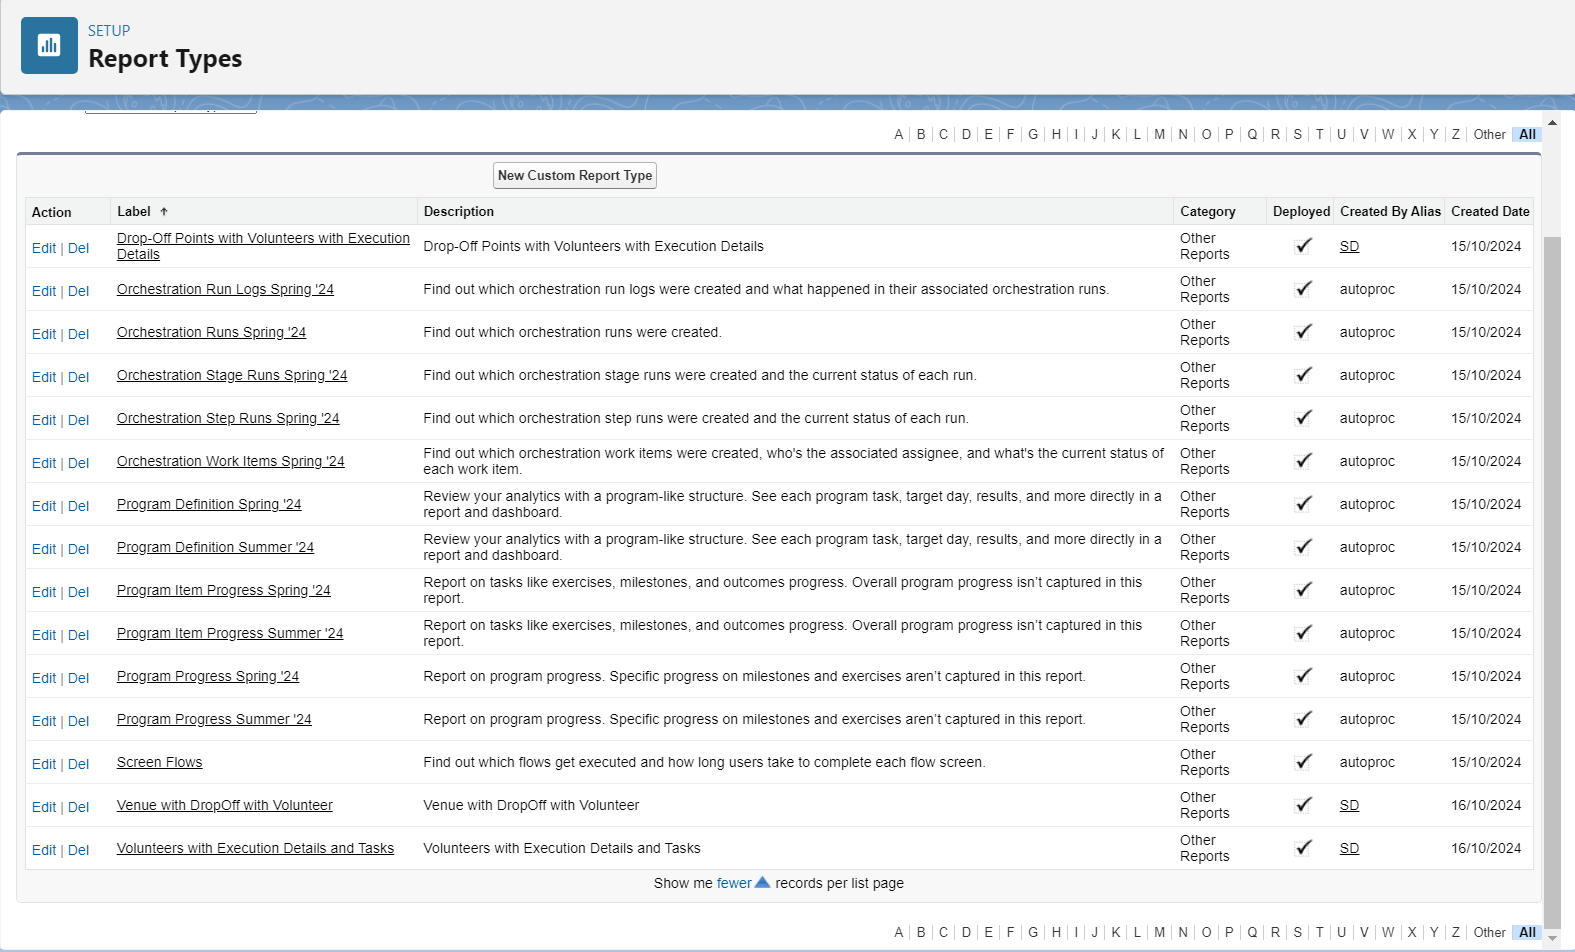 SETUP
Report Types
A B C D E F G H I J K L M N O P Q R S T U V W X Y Z Other All
New Custom Report Type
Action Label Description Category Deployed Created By Alias Created Date
Edit | Del Drop-Off Points with Volunteers with Execution Details Drop-Off Points with Volunteers with Execution Details Other Reports SD 15/10/2024
Edit | Del Orchestration Run Logs Spring '24 Find out which orchestration run logs were created and what happened in their associated orchestration runs. Other Reports autoproc 15/10/2024
Edit | Del Orchestration Runs Spring '24 Find out which orchestration runs were created. Other Reports autoproc 15/10/2024
Edit | Del Orchestration Stage Runs Spring '24 Find out which orchestration stage runs were created and the current status of each run. Other Reports autoproc 15/10/2024
Edit | Del Orchestration Step Runs Spring '24 Find out which orchestration step runs were created and the current status of each run. Other Reports autoproc 15/10/2024
Edit | Del Orchestration Work Items Spring '24 Find out which orchestration work items were created, who's the associated assignee, and what's the current status of each work item. Other Reports autoproc 15/10/2024
Edit | Del Program Definition Spring '24 Review your analytics with a program-like structure. See each program task, target day, results, and more directly in a report and dashboard. Other Reports autoproc 15/10/2024
Edit | Del Program Definition Summer '24 Review your analytics with a program-like structure. See each program task, target day, results, and more directly in a report and dashboard. Other Reports autoproc 15/10/2024
Edit | Del Program Item Progress Spring '24 Report on tasks like exercises, milestones, and outcomes progress. Overall program progress isn’t captured in this report. Other Reports autoproc 15/10/2024
Edit | Del Program Item Progress Summer '24 Report on tasks like exercises, milestones, and outcomes progress. Overall program progress isn’t captured in this report. Other Reports autoproc 15/10/2024
Edit | Del Program Progress Spring '24 Report on program progress. Specific progress on milestones and exercises aren’t captured in this report. Other Reports autoproc 15/10/2024
Edit | Del Program Progress Summer '24 Report on program progress. Specific progress on milestones and exercises aren’t captured in this report. Other Reports autoproc 15/10/2024
Edit | Del Screen Flows Find out which flows get executed and how long users take to complete each flow screen. Other Reports autoproc 15/10/2024
Edit | Del Venue with DropOff with Volunteer Venue with DropOff with Volunteer Other Reports SD 16/10/2024
Edit | Del Volunteers with Execution Details and Tasks Volunteers with Execution Details and Tasks Other Reports SD 16/10/2024
Show me fewer records per list page
A B C D E F G H I J K L M N O P Q R S T U V W X Y Z Other All